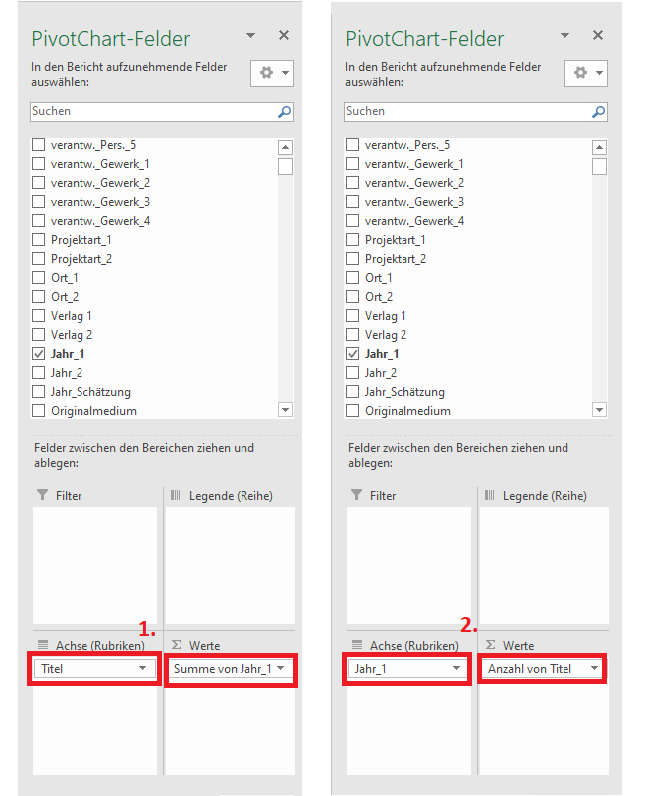 PivotChart-Felder
In den Bericht aufzunehmende Felder
auswählen:
Suchen
verantw._Pers._5
verantw._Gewerk_1
verantw._Gewerk_2
verantw._Gewerk_3
verantw._Gewerk_4
Projektart_1
Projektart_2
Ort_1
Ort_2
Verlag 1
Verlag 2
Jahr_1
Jahr_2
Jahr_Schätzung
Originalmedium
Felder zwischen den Bereichen ziehen und
ablegen:
Filter
Legende (Reihe)
1.
Achse (Rubriken)
Werte
Titel
Summe von Jahr_1
PivotChart-Felder
In den Bericht aufzunehmende Felder
auswählen:
Suchen
verantw._Pers._5
verantw._Gewerk_1
verantw._Gewerk_2
verantw._Gewerk_3
verantw._Gewerk_4
Projektart_1
Projektart_2
Ort_1
Ort_2
Verlag 1
Verlag 2
Jahr_1
Jahr_2
Jahr_Schätzung
Originalmedium
Felder zwischen den Bereichen ziehen und
ablegen:
Filter
Legende (Reihe)
2.
Achse (Rubriken)
Werte
Jahr_1
Anzahl von Titel